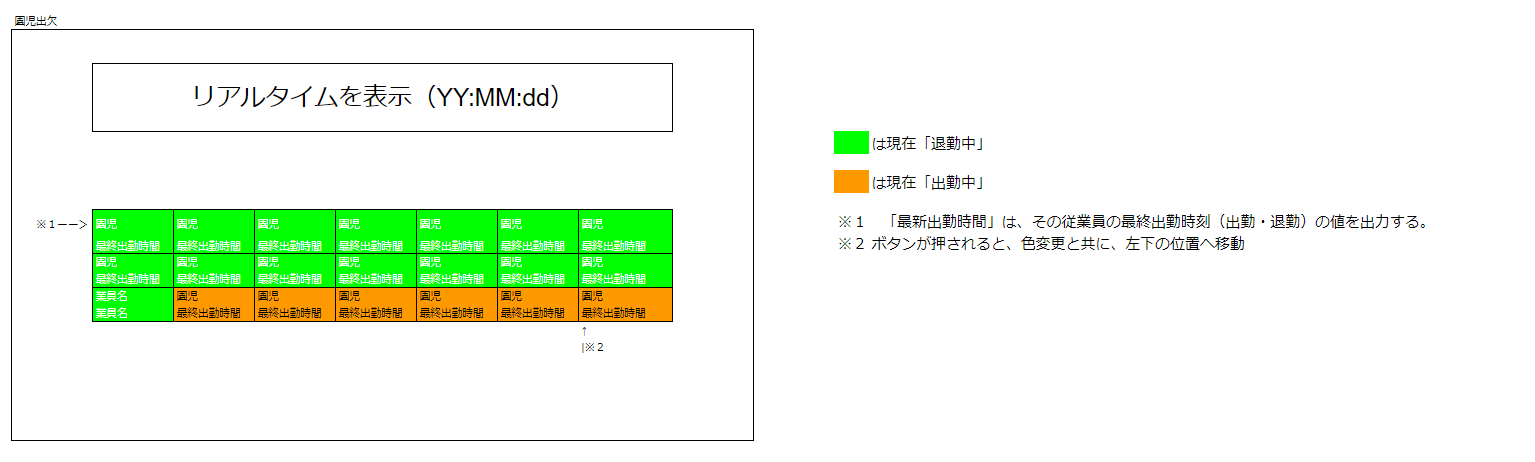 園児出欠
リアルタイムを表示（YY:MM:dd）
は現在「退勤中」
は現在「出勤中」
※１　「最新出勤時間」は、その従業員の最終出勤時刻（出勤・退勤）の値を出力する。
※２ ボタンが押されると、色変更と共に、左下の位置へ移動
※１ーー＞ 園児 園児 園児 園児 園児 園児 園児
最終出勤時間 最終出勤時間 最終出勤時間 最終出勤時間 最終出勤時間 最終出勤時間 最終出勤時間
園児 園児 園児 園児 園児 園児 園児
最終出勤時間 最終出勤時間 最終出勤時間 最終出勤時間 最終出勤時間 最終出勤時間 最終出勤時間
業員名 園児 園児 園児 園児 園児 園児
業員名 最終出勤時間 最終出勤時間 最終出勤時間 最終出勤時間 最終出勤時間 最終出勤時間
↑
|※２